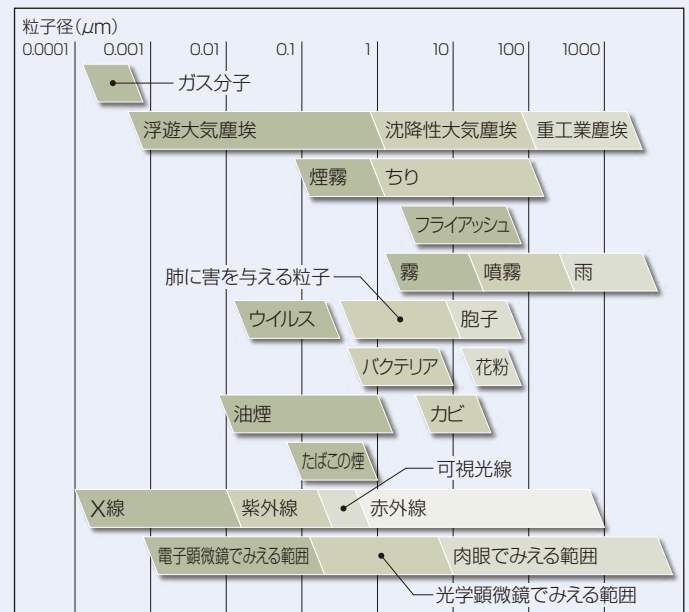 粒子径(μm)
0.0001 0.001 0.01 0.1 1 10 100 1000
ガス分子
浮遊大気塵埃 沈降性大気塵埃 重工業塵埃
煙霧 ちり
フライアッシュ
霧 噴霧 雨
肺に害を与える粒子
ウイルス 胞子
バクテリア 花粉
油煙 カビ
たばこの煙
可視光線
X線 紫外線 赤外線
電子顕微鏡でみえる範囲 肉眼でみえる範囲
光学顕微鏡でみえる範囲